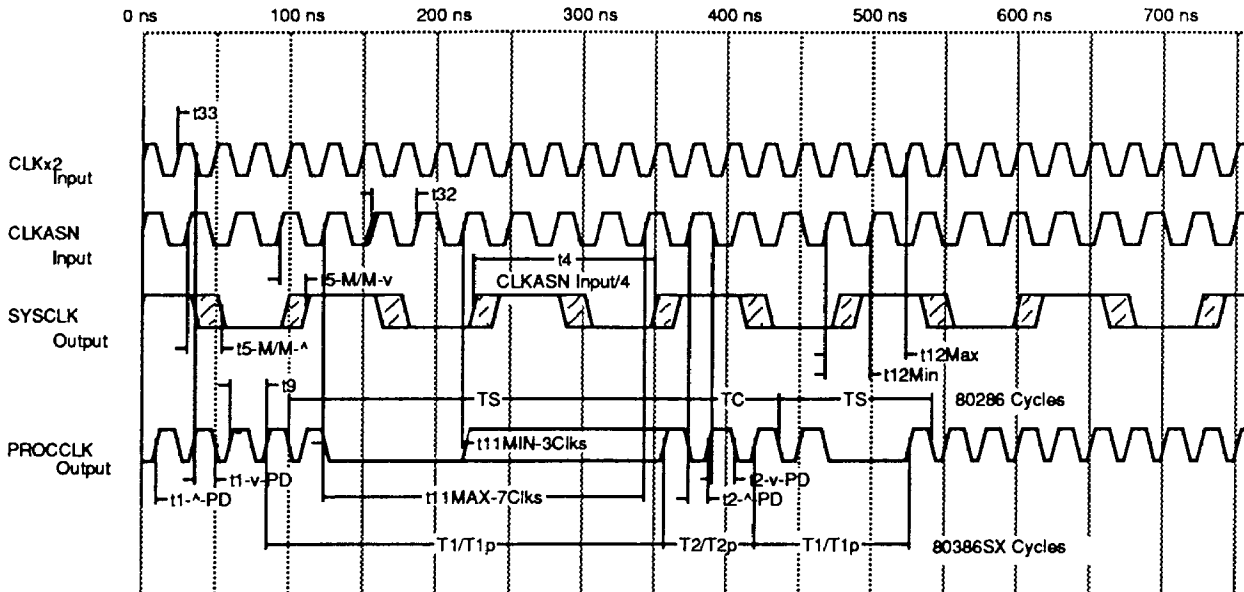 0 ns 100 ns 200 ns 300 ns 400 ns 500 ns 600 ns 700 ns
t33
CLKx2
Input
t32
CLKASN
Input
t4
t5-M/M-v
CLKASN Input/4
SYSCLK
Output
t5-M/M-^
t12Max
t12Min
t9
TS TC TS 80286 Cycles
t11MIN-3Clks
PROCCLK
Output
t1-v-PD
t2-v-PD
t1-^-PD
t11MAX-7Clks
t2-^-PD
T1/T1p T2/T2p T1/T1p 80386SX Cycles